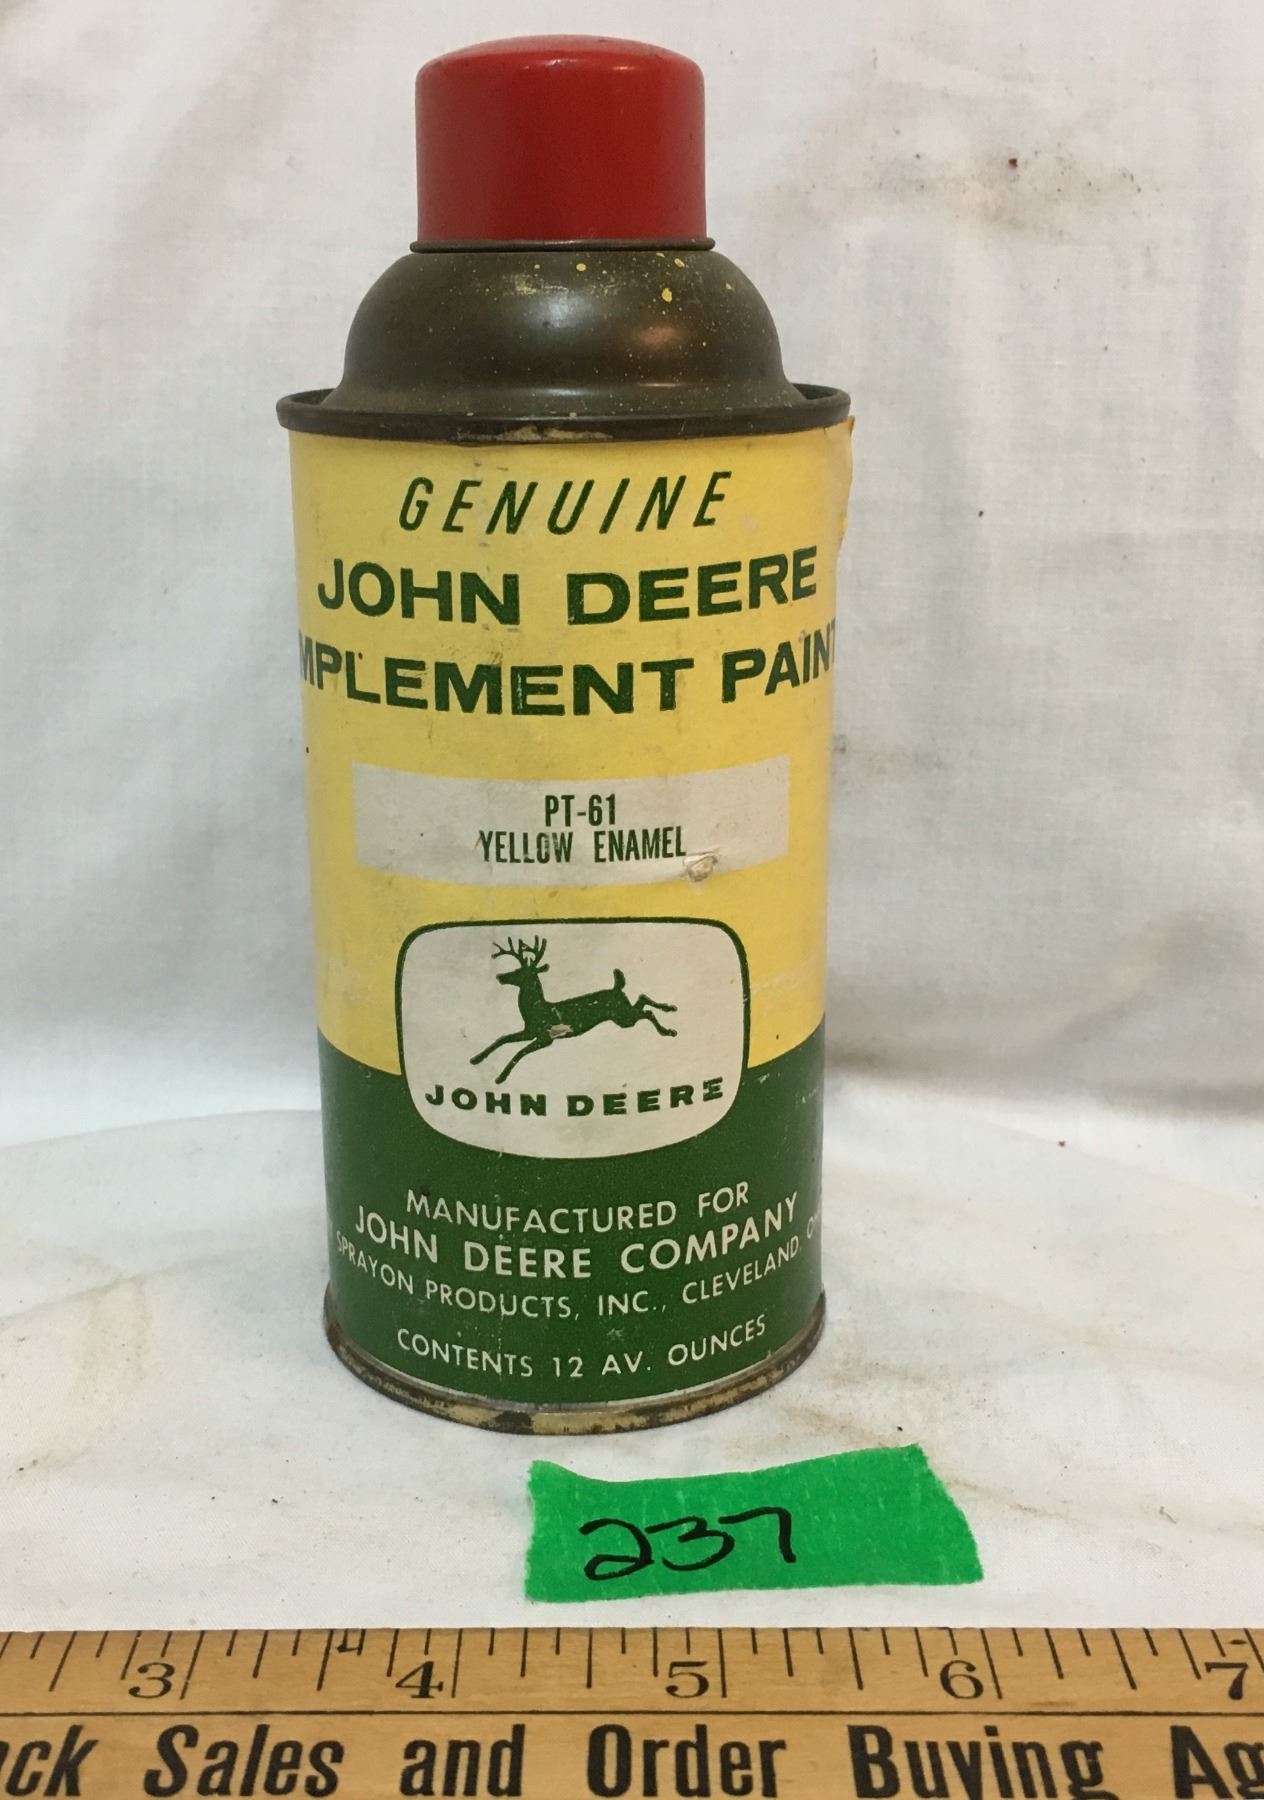 GENUINE
JOHN DEERE
MPLEMENT PAINT
PT-61
YELLOW ENAMEL
JOHN DEERE
MANUFACTURED FOR
JOHN DEERE COMPANY
SPRAYON PRODUCTS, INC., CLEVELAND,
CONTENTS 12 AV. OUNCES
237
3 4 5 6 7
ck Sales and Order Buying Ag